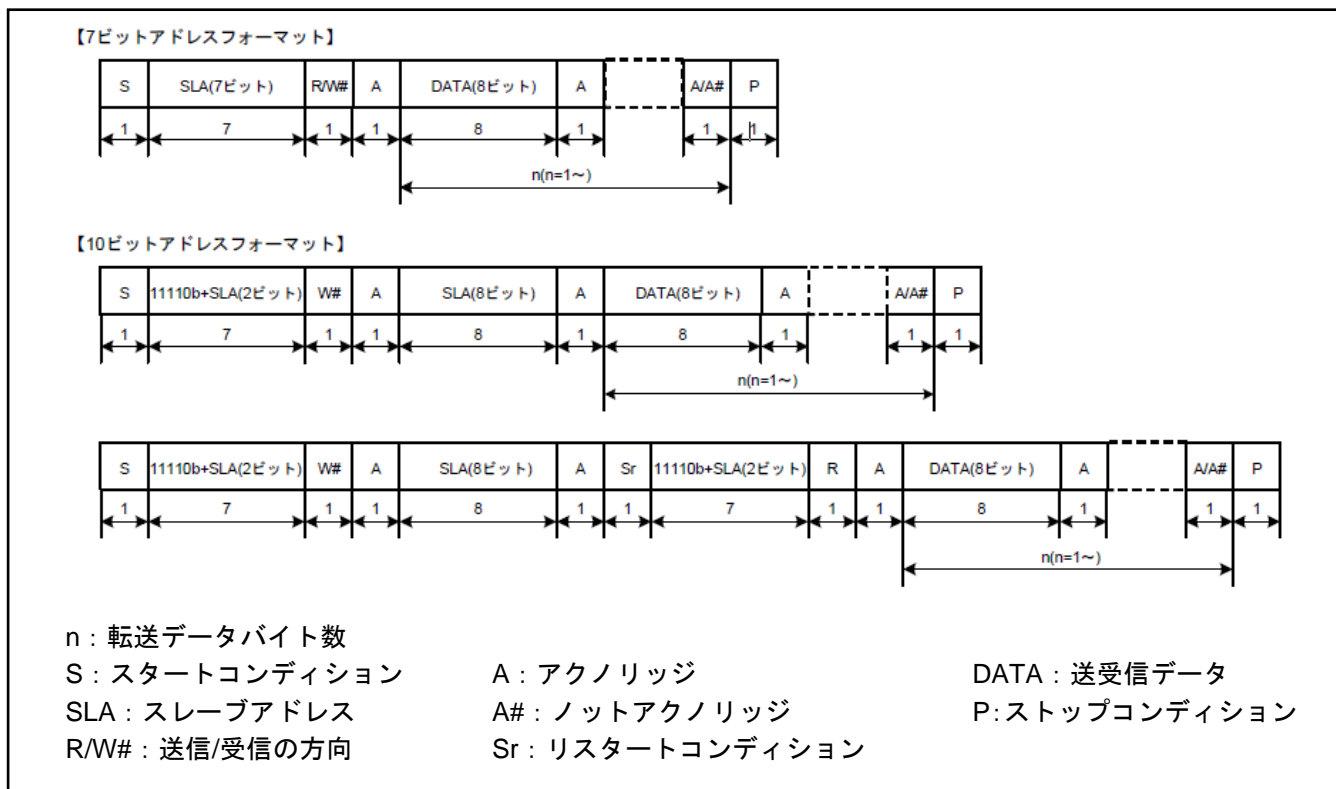 【7ビットアドレスフォーマット】
S SLA(7ビット) R/W# A DATA(8ビット) A A/A# P
1 7 1 1 8 1 1 1
n(n=1～)
【10ビットアドレスフォーマット】
S 11110b+SLA(2ビット) W# A SLA(8ビット) A DATA(8ビット) A A/A# P
1 7 1 1 8 1 8 1 1 1
n(n=1～)
S 11110b+SLA(2ビット) W# A SLA(8ビット) A Sr 11110b+SLA(2ビット) R A DATA(8ビット) A A/A# P
1 7 1 1 8 1 1 7 1 1 8 1 1 1
n(n=1～)
n：転送データバイト数
S：スタートコンディション A：アクノリッジ DATA：送受信データ
SLA：スレーブアドレス A#：ノットアクノリッジ P：ストップコンディション
R/W#：送信/受信の方向 Sr：リスタートコンディション